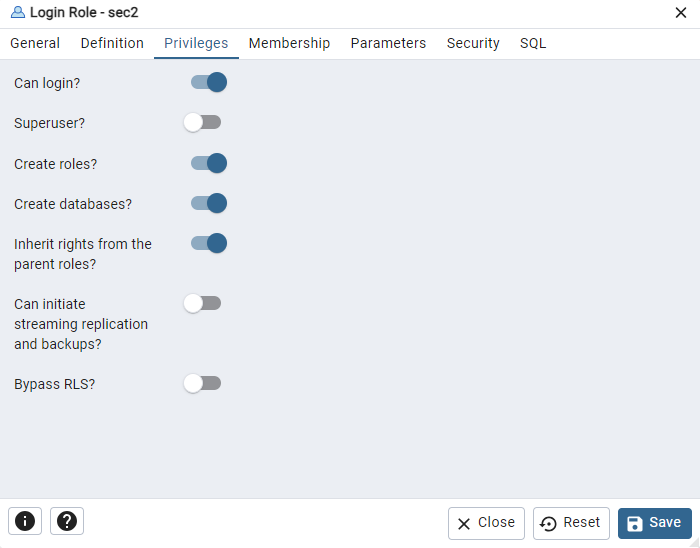 Login Role - sec2
General Definition Privileges Membership Parameters Security SQL
Can login?
Superuser?
Create roles?
Create databases?
Inherit rights from the
parent roles?
Can initiate
streaming replication
and backups?
Bypass RLS?
Close Reset Save